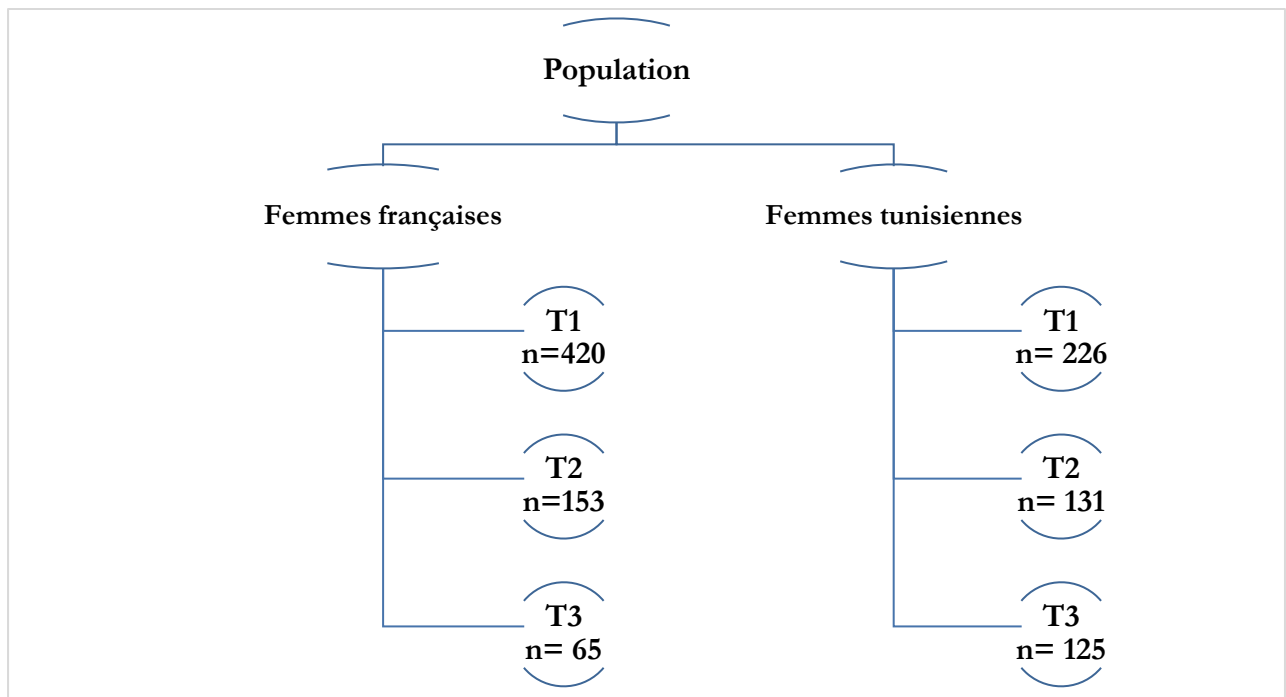 Population
Femmes françaises
Femmes tunisiennes
T1
n=420
T2
n=153
T3
n= 65
T1
n= 226
T2
n= 131
T3
n= 125